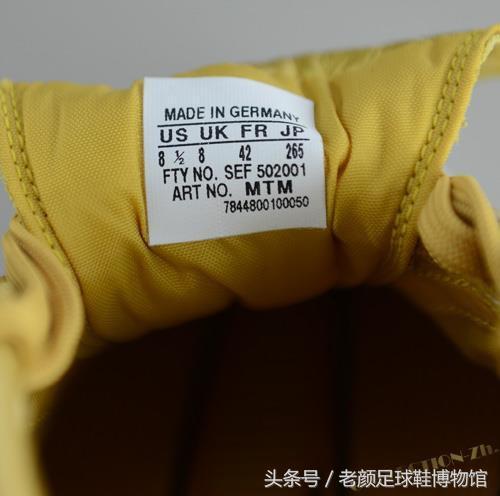 MADE IN GERMANY
US UK FR JP
8 ½ 8 42 265
FTY NO. SEF 502001
ART NO. MTM
7844800100050
头条号 / 老颜足球鞋博物馆